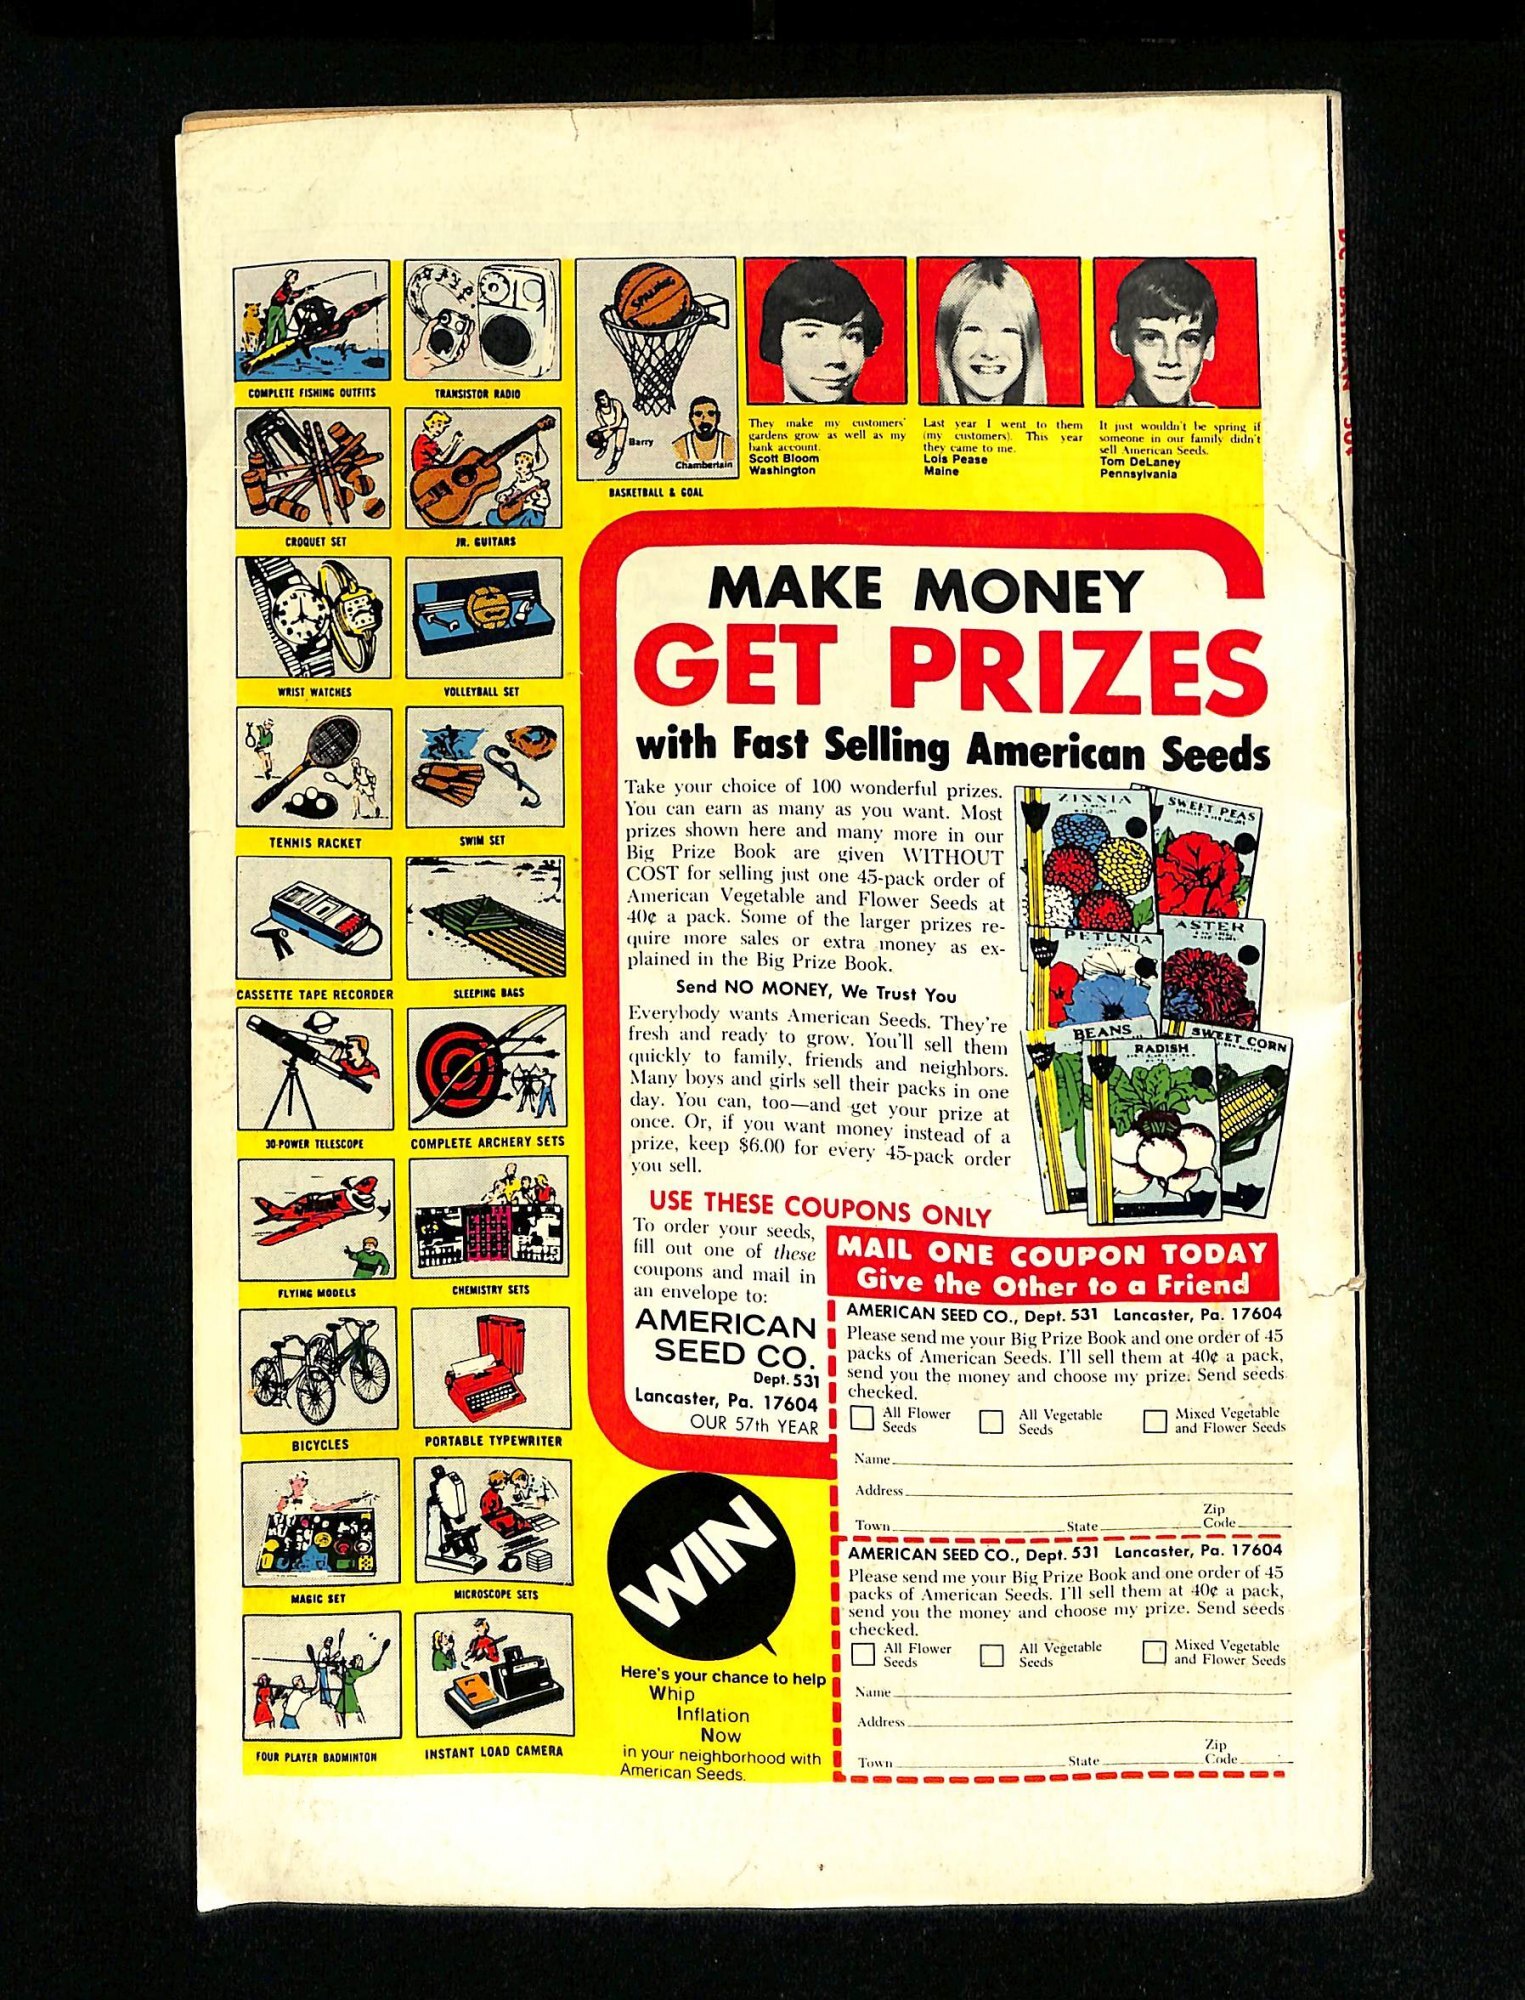 COMPLETE FISHING OUTFITS
TRANSISTOR RADIO
SPALDING
Barry
Chamberlain
BASKETBALL & GOAL
They make my customers'
gardens grow as well as my
bank account.
Scott Bloom
Washington
Last year I went to them
(my customers). This year
they came to me.
Lois Pease
Maine
It just wouldn't be spring if
someone in our family didn't
sell American Seeds.
Tom DeLaney
Pennsylvania
CROQUET SET
JR. GUITARS
WRIST WATCHES
VOLLEYBALL SET
TENNIS RACKET
SWIM SET
CASSETTE TAPE RECORDER
SLEEPING BAGS
30-POWER TELESCOPE
COMPLETE ARCHERY SETS
FLYING MODELS
CHEMISTRY SETS
BICYCLES
PORTABLE TYPEWRITER
MAGIC SET
MICROSCOPE SETS
FOUR PLAYER BADMINTON
INSTANT LOAD CAMERA
MAKE MONEY
GET PRIZES
with Fast Selling American Seeds
Take your choice of 100 wonderful prizes.
You can earn as many as you want. Most
prizes shown here and many more in our
Big Prize Book are given WITHOUT
COST for selling just one 45-pack order of
American Vegetable and Flower Seeds at
40¢ a pack. Some of the larger prizes re-
quire more sales or extra money as ex-
plained in the Big Prize Book.
Send NO MONEY, We Trust You
Everybody wants American Seeds. They're
fresh and ready to grow. You'll sell them
quickly to family, friends and neighbors.
Many boys and girls sell their packs in one
day. You can, too—and get your prize at
once. Or, if you want money instead of a
prize, keep $6.00 for every 45-pack order
you sell.
ZINNIA
SWEET PEAS
PETUNIA
ASTER
BEANS
RADISH
SWEET CORN
USE THESE COUPONS ONLY
To order your seeds,
fill out one of these
coupons and mail in
an envelope to:
AMERICAN
SEED CO.
Dept. 531
Lancaster, Pa. 17604
OUR 57th YEAR
MAIL ONE COUPON TODAY
Give the Other to a Friend
AMERICAN SEED CO., Dept. 531 Lancaster, Pa. 17604
Please send me your Big Prize Book and one order of 45
packs of American Seeds. I'll sell them at 40¢ a pack,
send you the money and choose my prize. Send seeds
checked.
All Flower Seeds
All Vegetable Seeds
Mixed Vegetable and Flower Seeds
Name
Address
Town State Zip Code
AMERICAN SEED CO., Dept. 531 Lancaster, Pa. 17604
Please send me your Big Prize Book and one order of 45
packs of American Seeds. I'll sell them at 40¢ a pack,
send you the money and choose my prize. Send seeds
checked.
All Flower Seeds
All Vegetable Seeds
Mixed Vegetable and Flower Seeds
Name
Address
Town State Zip Code
WIN
Here's your chance to help
Whip
Inflation
Now
in your neighborhood with
American Seeds.